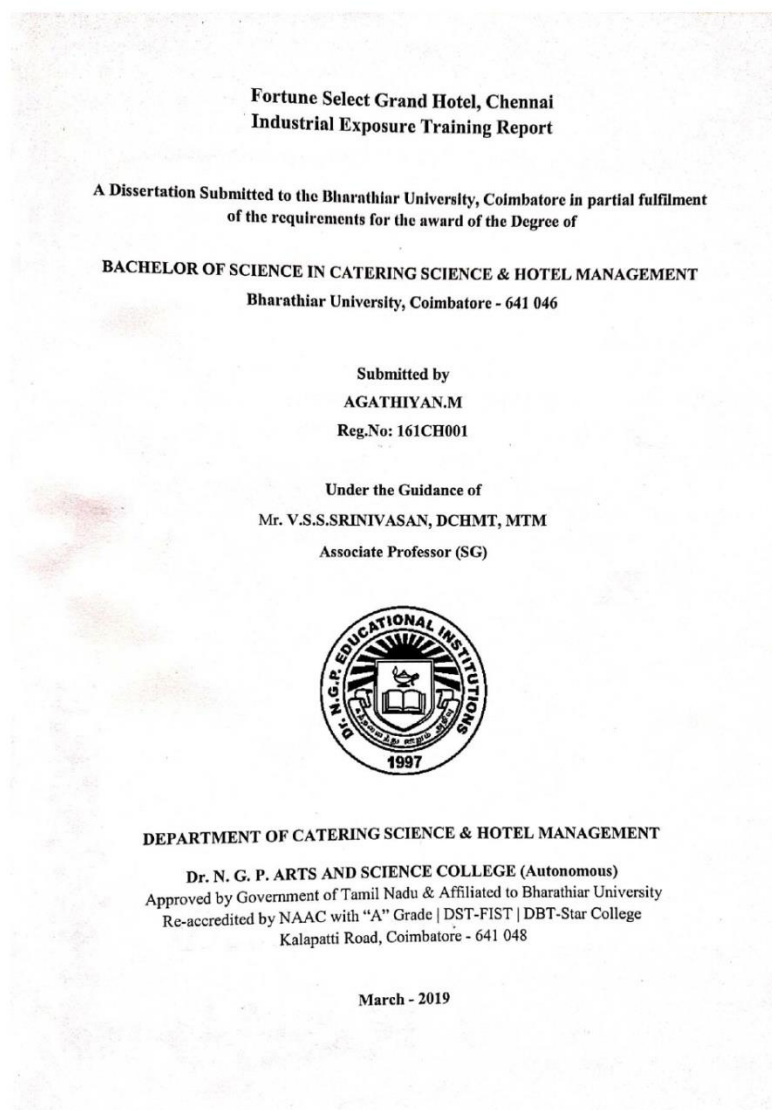 Fortune Select Grand Hotel, Chennai
Industrial Exposure Training Report
A Dissertation Submitted to the Bharathiar University, Coimbatore in partial fulfilment
of the requirements for the award of the Degree of
BACHELOR OF SCIENCE IN CATERING SCIENCE & HOTEL MANAGEMENT
Bharathiar University, Coimbatore - 641 046
Submitted by
AGATHIYAN.M
Reg.No: 161CH001
Under the Guidance of
Mr. V.S.S.SRINIVASAN, DCHMT, MTM
Associate Professor (SG)
Dr. N.G.P. EDUCATIONAL INSTITUTIONS
1997
DEPARTMENT OF CATERING SCIENCE & HOTEL MANAGEMENT
Dr. N. G. P. ARTS AND SCIENCE COLLEGE (Autonomous)
Approved by Government of Tamil Nadu & Affiliated to Bharathiar University
Re-accredited by NAAC with “A” Grade | DST-FIST | DBT-Star College
Kalapatti Road, Coimbatore - 641 048
March - 2019